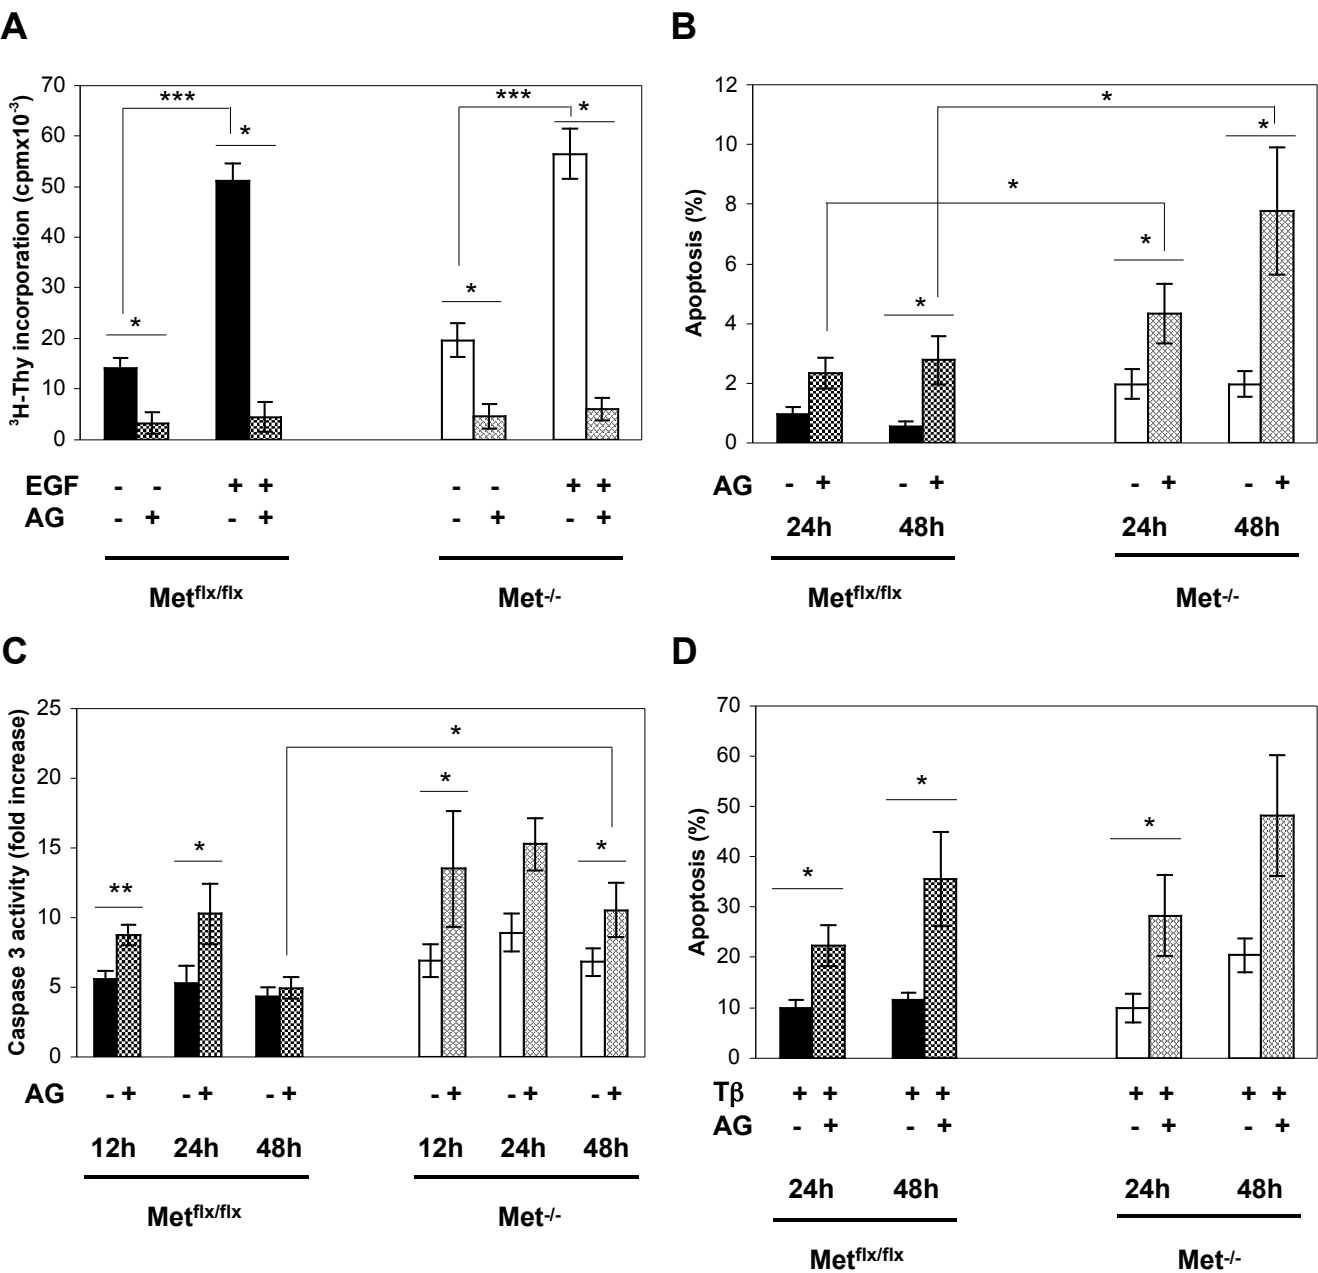 A
³H-Thy incorporation (cpmx10⁻³)
70
60
50
40
30
20
10
0
***
*
*
***
*
*
EGF - - + + - - + +
AG - + - + - + - +
Metflx/flx Met-/-
B
Apoptosis (%)
12
10
8
6
4
2
0
*
*
*
*
*
AG - + - + - + - +
24h 48h 24h 48h
Metflx/flx Met-/-
C
Caspase 3 activity (fold increase)
25
20
15
10
5
0
*
*
*
*
**
AG - + - + - + - + - + - +
12h 24h 48h 12h 24h 48h
Metflx/flx Met-/-
D
Apoptosis (%)
70
60
50
40
30
20
10
0
*
*
*
Tβ + + + + + + + +
AG - + - + - + - +
24h 48h 24h 48h
Metflx/flx Met-/-